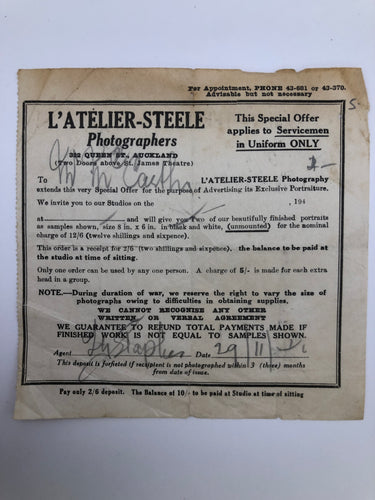 For Appointment, PHONE 43-681 or 43-370.
Advisable but not necessary
5
L'ATELIER-STEELE
Photographers
QUEEN ST., AUCKLAND
(Two Doors above St. James Theatre)
This Special Offer
applies to Servicemen
in Uniform ONLY
To Mr McCarthy L'ATELIER-STEELE Photography
extends this very Special Offer for the purpose of Advertising its Exclusive Portraiture.
We invite you to our Studios on the , 194
at and will give you Two of our beautifully finished portraits
as samples shown, size 8 in. x 6 in. in black and white, (unmounted) for the nominal
charge of 12/6 (twelve shillings and sixpence).
This order is a receipt for 2/6 (two shillings and sixpence). the balance to be paid at
the studio at time of sitting.
Only one order can be used by any one person. A charge of 5/- is made for each extra
head in a group.
NOTE.—During duration of war, we reserve the right to vary the size of
photographs owing to difficulties in obtaining supplies.
WE CANNOT RECOGNISE ANY OTHER
WRITTEN OR VERBAL AGREEMENT
WE GUARANTEE TO REFUND TOTAL PAYMENTS MADE IF
FINISHED WORK IS NOT EQUAL TO SAMPLES SHOWN.
Agent Date 29/11/
This deposit is forfeited if recipient is not photographed within 3 (three) months
from date of issue.
Pay only 2/6 deposit. The Balance of 10/- to be paid at Studio at time of sitting